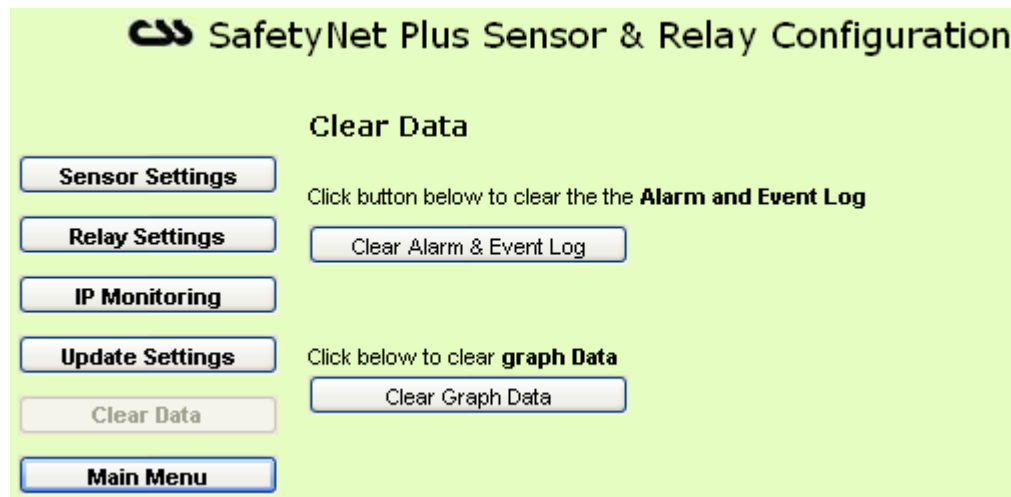 CSS SafetyNet Plus Sensor & Relay Configuration
Clear Data
Sensor Settings
Click button below to clear the the Alarm and Event Log
Relay Settings
Clear Alarm & Event Log
IP Monitoring
Update Settings
Click below to clear graph Data
Clear Graph Data
Clear Data
Main Menu